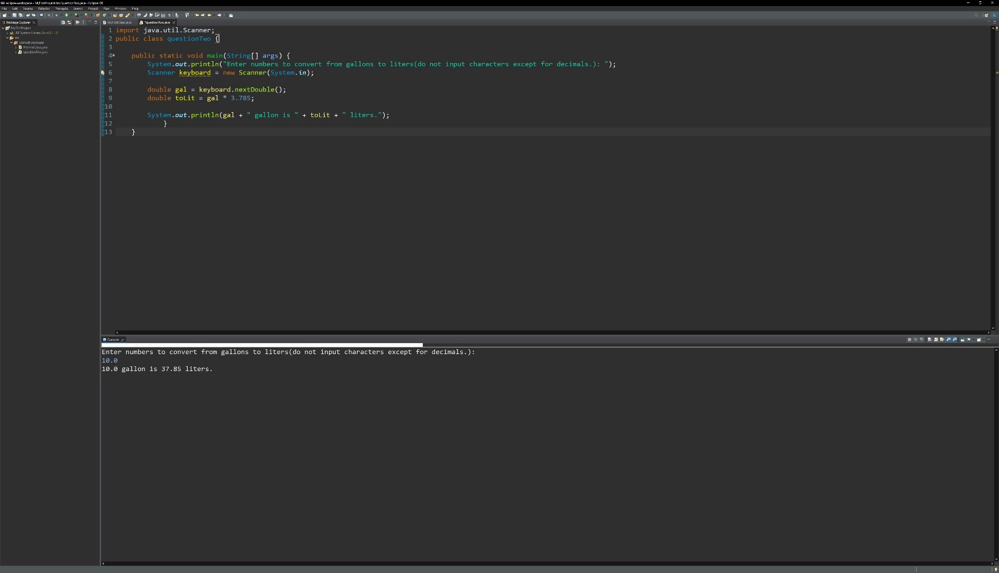 eclipse-workspace - MyFirstProject/src/questionTwo.java - Eclipse IDE
File Edit Source Refactor Navigate Search Project Run Window Help
Package Explorer
MyFirstProject
JRE System Library [JavaSE-1.8]
src
(default package)
MyFirstClass.java
questionTwo.java
MyFirstClass.java *questionTwo.java
1 import java.util.Scanner;
2 public class questionTwo {
3
4 public static void main(String[] args) {
5 System.out.println("Enter numbers to convert from gallons to liters(do not input characters except for decimals.): ");
6 Scanner keyboard = new Scanner(System.in);
7
8 double gal = keyboard.nextDouble();
9 double toLit = gal * 3.785;
10
11 System.out.println(gal + " gallon is " + toLit + " liters.");
12 }
13 }
Console
Enter numbers to convert from gallons to liters(do not input characters except for decimals.):
10.0
10.0 gallon is 37.85 liters.